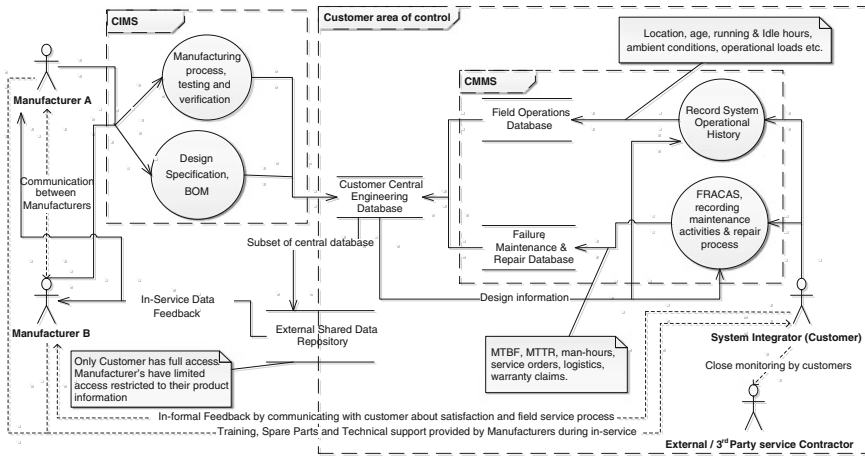 CIMS
Customer area of control
Location, age, running & Idle hours,
ambient conditions, operational loads etc.
Manufacturing
process,
testing and
verification
Manufacturer A
CMMS
Field Operations
Database
Record System
Operational
History
Design
Specification,
BOM
Communication
between
Manufacturers
Customer Central
Engineering
Database
FRACAS,
recording
maintenance
activities & repair
process
Subset of central database
Failure,
Maintenance &
Repair Database
Design information
In-Service Data
Feedback
Manufacturer B
External Shared Data
Repository
System Integrator (Customer)
Only Customer has full access.
Manufacturer's have limited
access restricted to their product
information
MTBF, MTTR, man-hours,
service orders, logistics,
warranty claims.
Close monitoring by customers
In-formal Feedback by communicating with customer about satisfaction and field service process
Training, Spare Parts and Technical support provided by Manufacturers during in-service
External / 3rd Party service Contractor